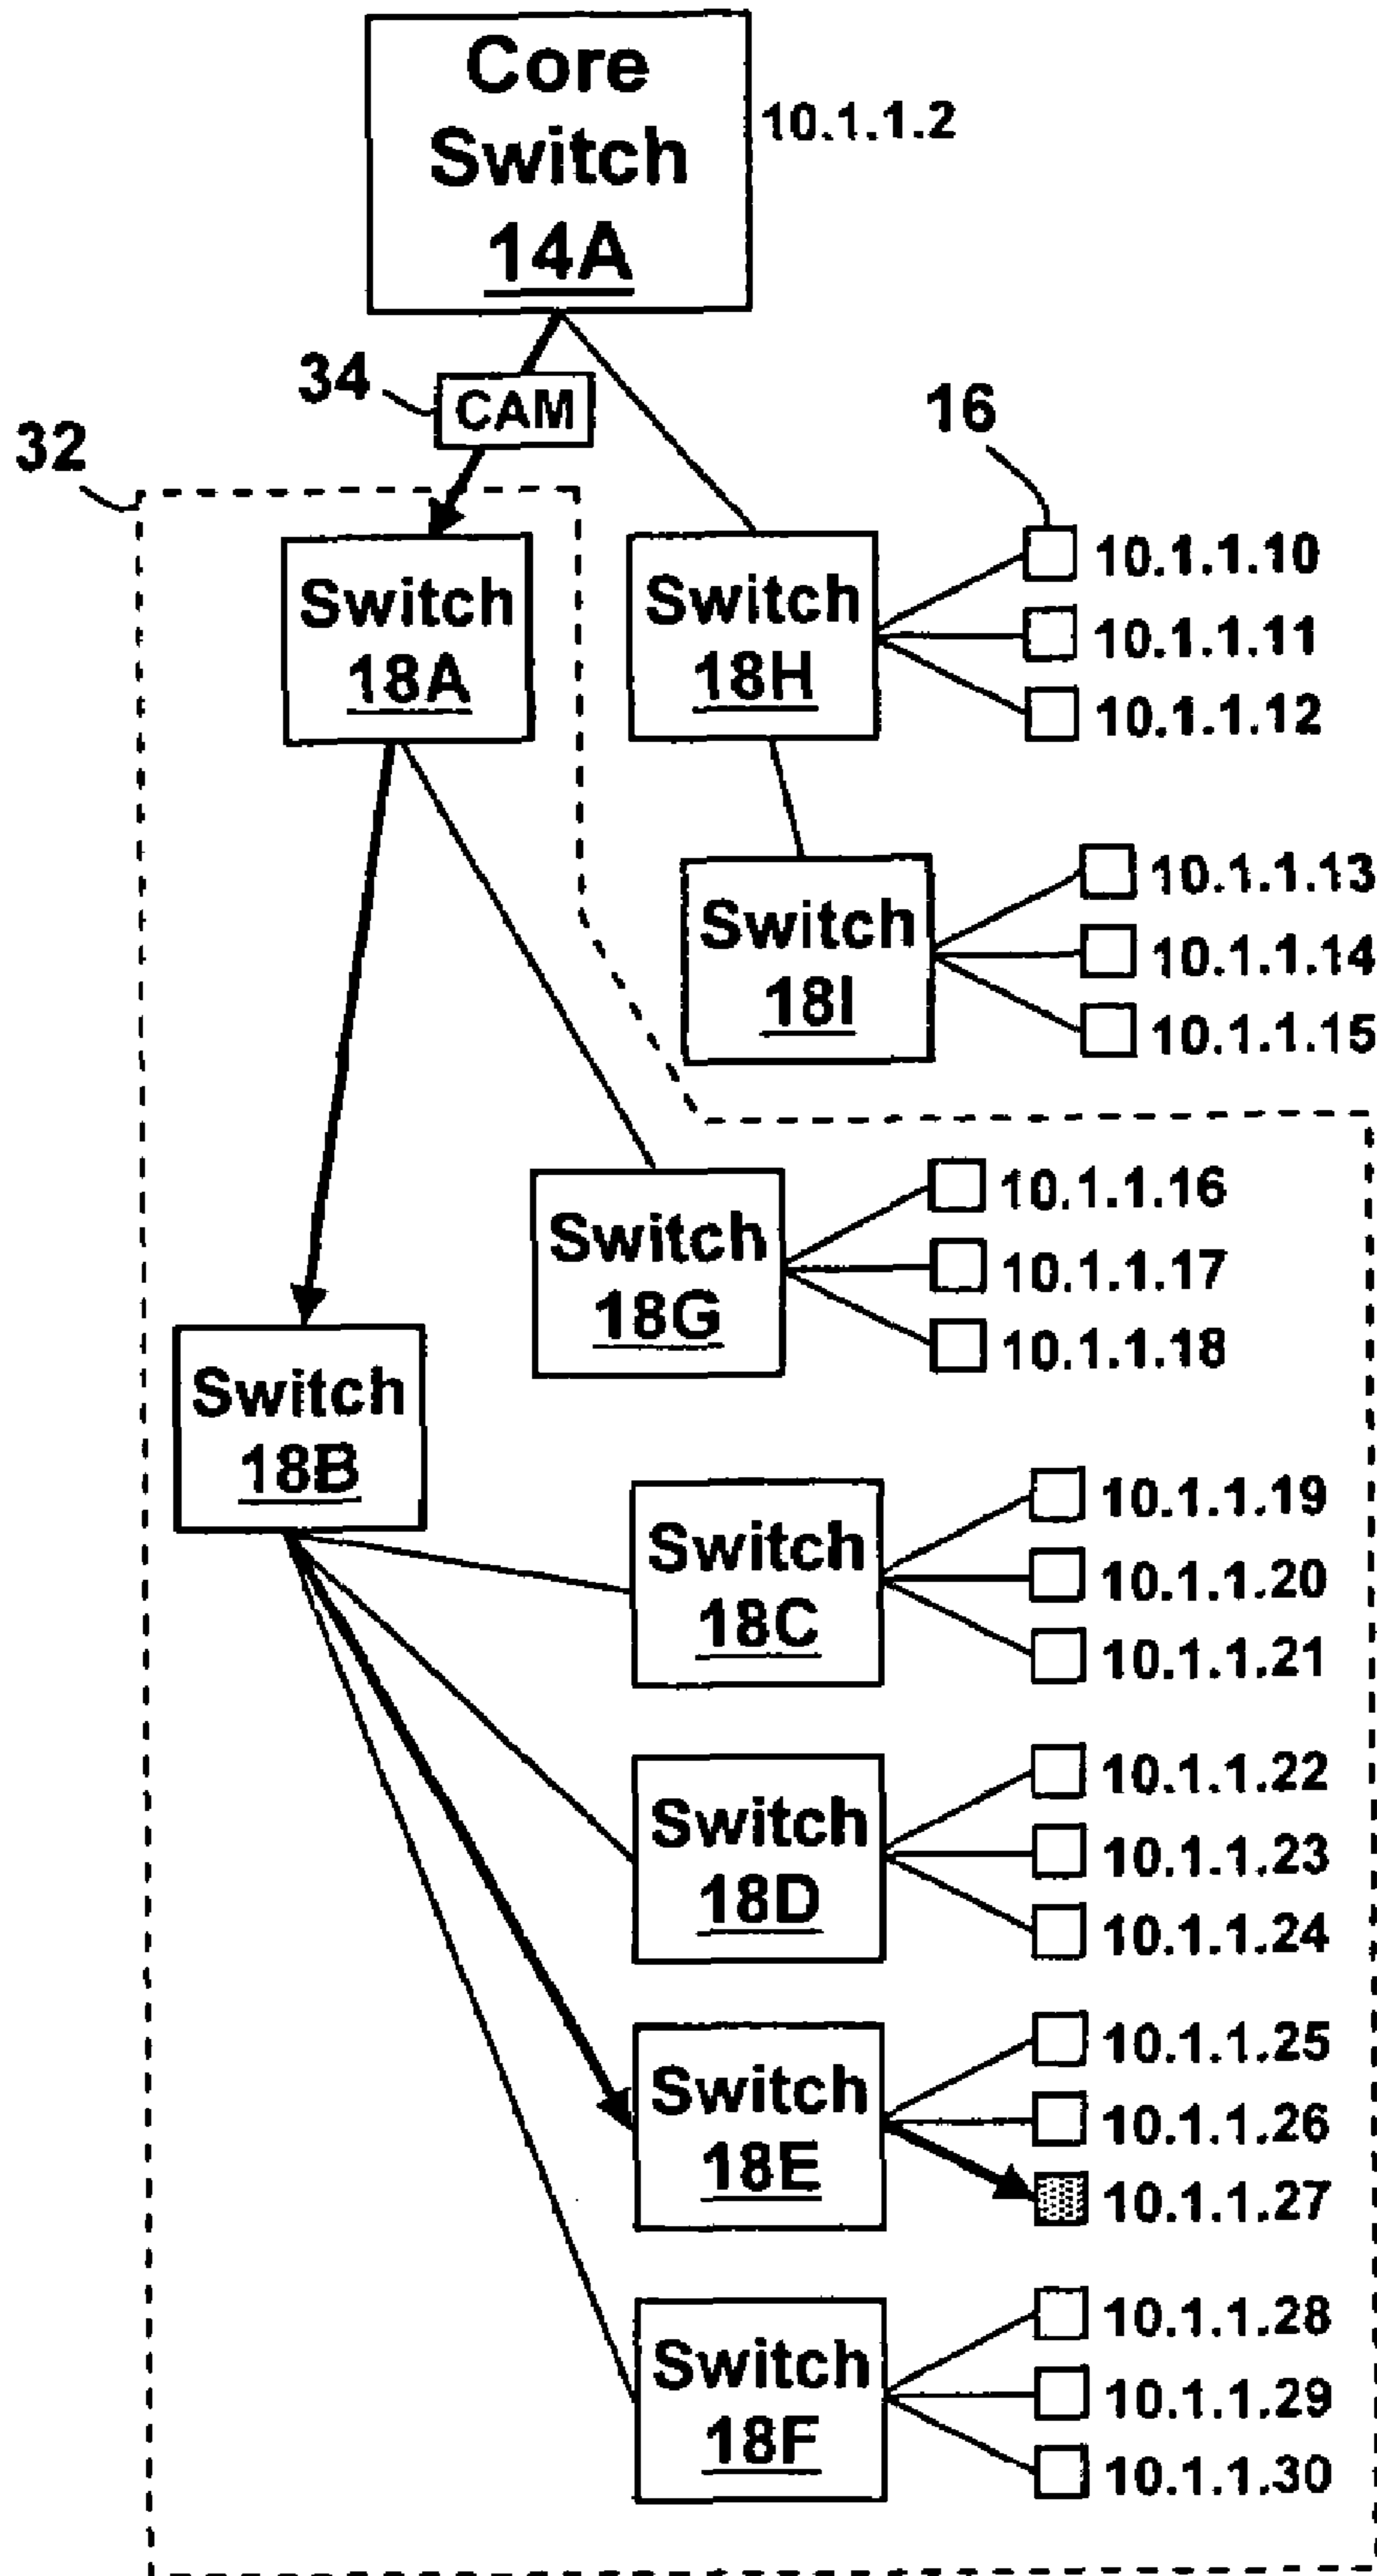 Core
Switch
14A
10.1.1.2
34
CAM
16
32
Switch
18A
Switch
18H
10.1.1.10
10.1.1.11
10.1.1.12
Switch
18I
10.1.1.13
10.1.1.14
10.1.1.15
Switch
18G
10.1.1.16
10.1.1.17
10.1.1.18
Switch
18B
Switch
18C
10.1.1.19
10.1.1.20
10.1.1.21
Switch
18D
10.1.1.22
10.1.1.23
10.1.1.24
Switch
18E
10.1.1.25
10.1.1.26
10.1.1.27
Switch
18F
10.1.1.28
10.1.1.29
10.1.1.30